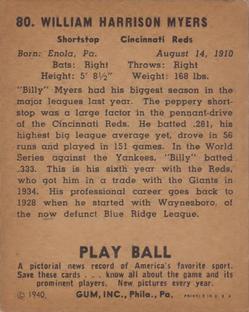 80. WILLIAM HARRISON MYERS
Shortstop Cincinnati Reds
Born: Enola, Pa. August 14, 1910
Bats: Right Throws: Right
Height: 5' 8½" Weight: 168 lbs.
"Billy" Myers had his biggest season in the
major leagues last year. The peppery short-
stop was a large factor in the pennant-drive
of the Cincinnati Reds. He batted .281, his
highest big league average yet, drove in 56
runs and played in 151 games. In the World
Series against the Yankees, "Billy" batted
.333. This is his sixth year with the Reds,
who got him in a trade with the Giants in
1934. His professional career goes back to
1928 when he started with Waynesboro, of
the now defunct Blue Ridge League.
PLAY BALL
A pictorial news record of America's favorite sport.
Save these cards . . . know all about the game and its
prominent players. New pictures every year.
© 1940, GUM, INC., Phila., Pa. PRINTED IN U. S. A.